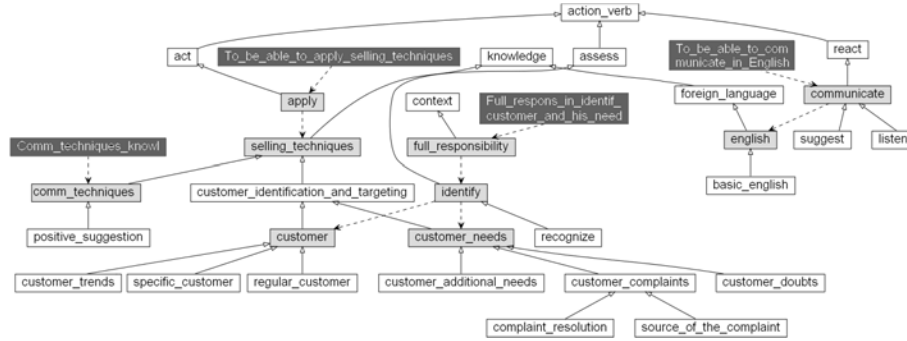 action_verb
act
To_be_able_to_apply_selling_techniques
knowledge
assess
To_be_able_to_com
municate_in_English
react
apply
context
Full_respons_in_identif_
customer_and_his_need
foreign_language
communicate
Comm_techniques_knowl
selling_techniques
full_responsibility
english
suggest
listen
comm_techniques
customer_identification_and_targeting
identify
basic_english
positive_suggestion
customer
customer_needs
recognize
customer_trends
specific_customer
regular_customer
customer_additional_needs
customer_complaints
customer_doubts
complaint_resolution
source_of_the_complaint